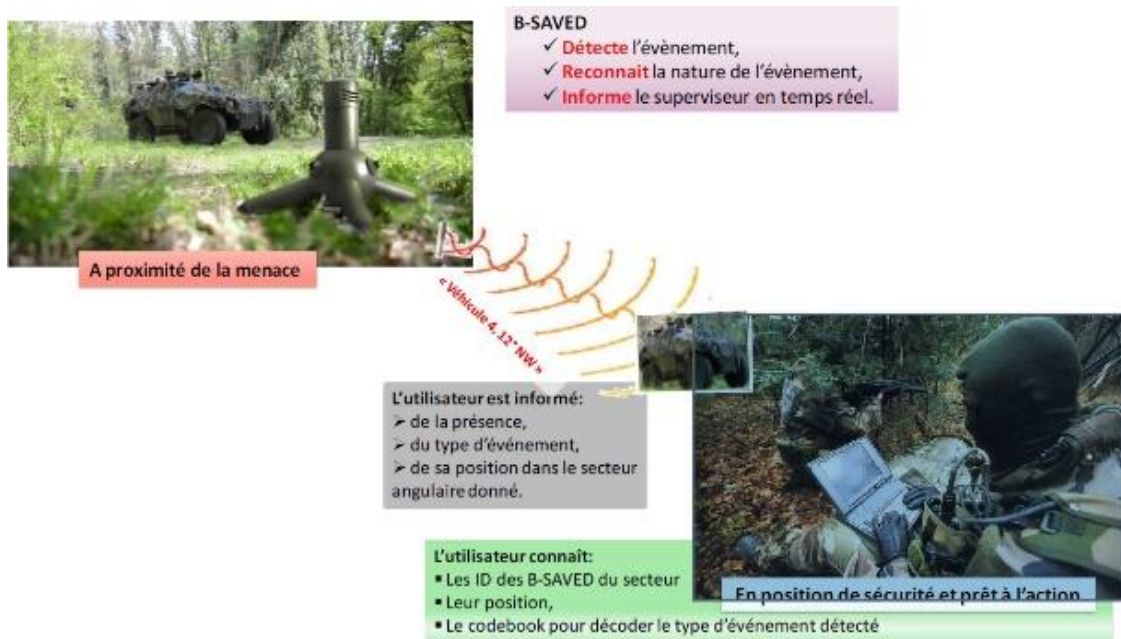 B-SAVED
✓ Détecte l'évènement,
✓ Reconnait la nature de l'évènement,
✓ Informe le superviseur en temps réel.
A proximité de la menace
« Véhicule 4, 12° NW »
L'utilisateur est informé:
➢ de la présence,
➢ du type d'événement,
➢ de sa position dans le secteur
angulaire donné.
L'utilisateur connaît:
▪ Les ID des B-SAVED du secteur
▪ Leur position,
▪ Le codebook pour décoder le type d'événement détecté
En position de sécurité et prêt à l'action